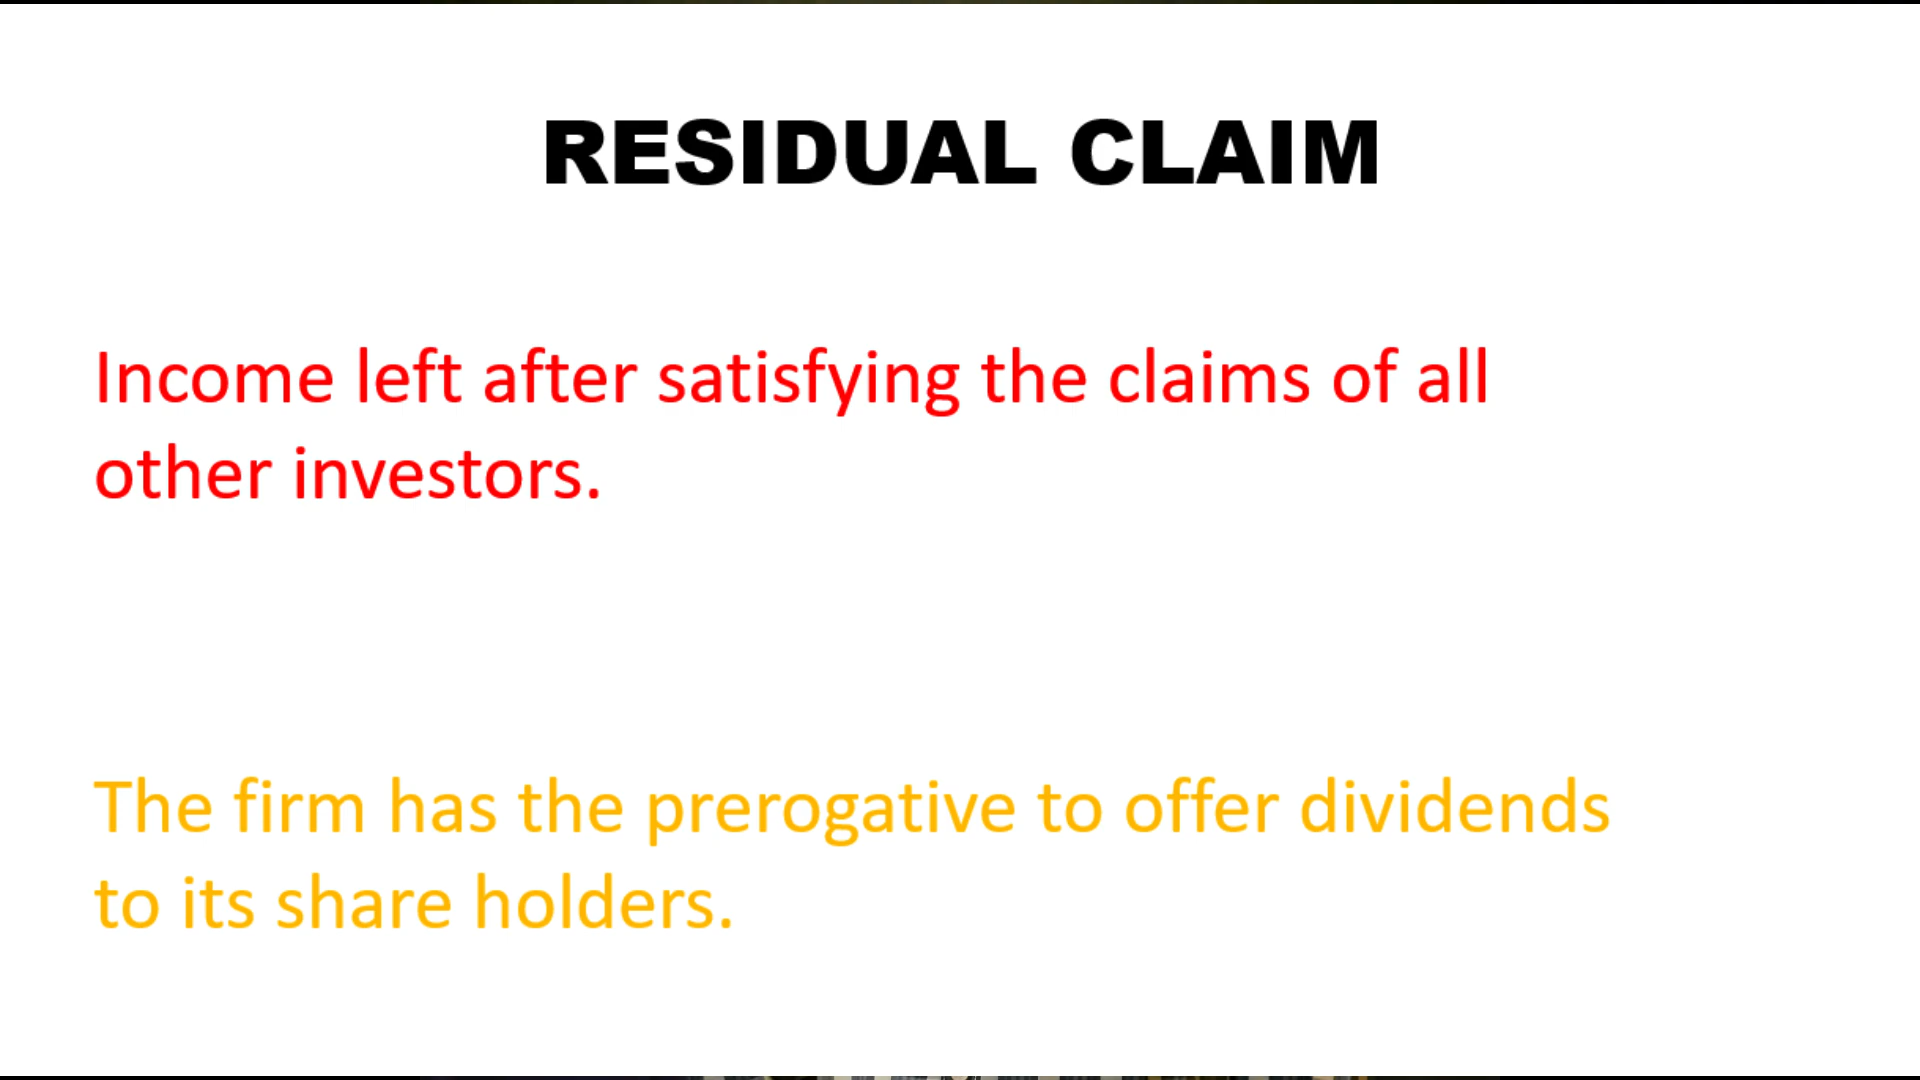 RESIDUAL CLAIM
Income left after satisfying the claims of all
other investors.
The firm has the prerogative to offer dividends
to its share holders.